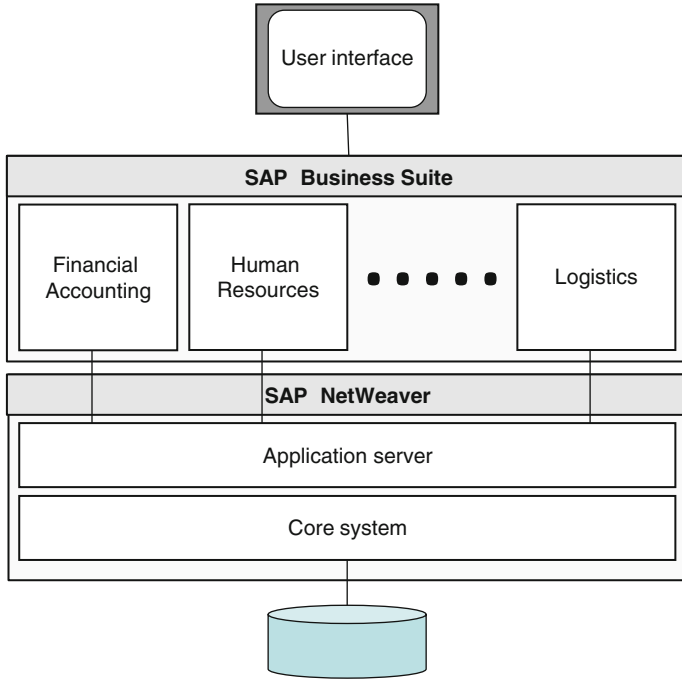 User interface
SAP Business Suite
Financial
Accounting
Human
Resources
Logistics
SAP NetWeaver
Application server
Core system